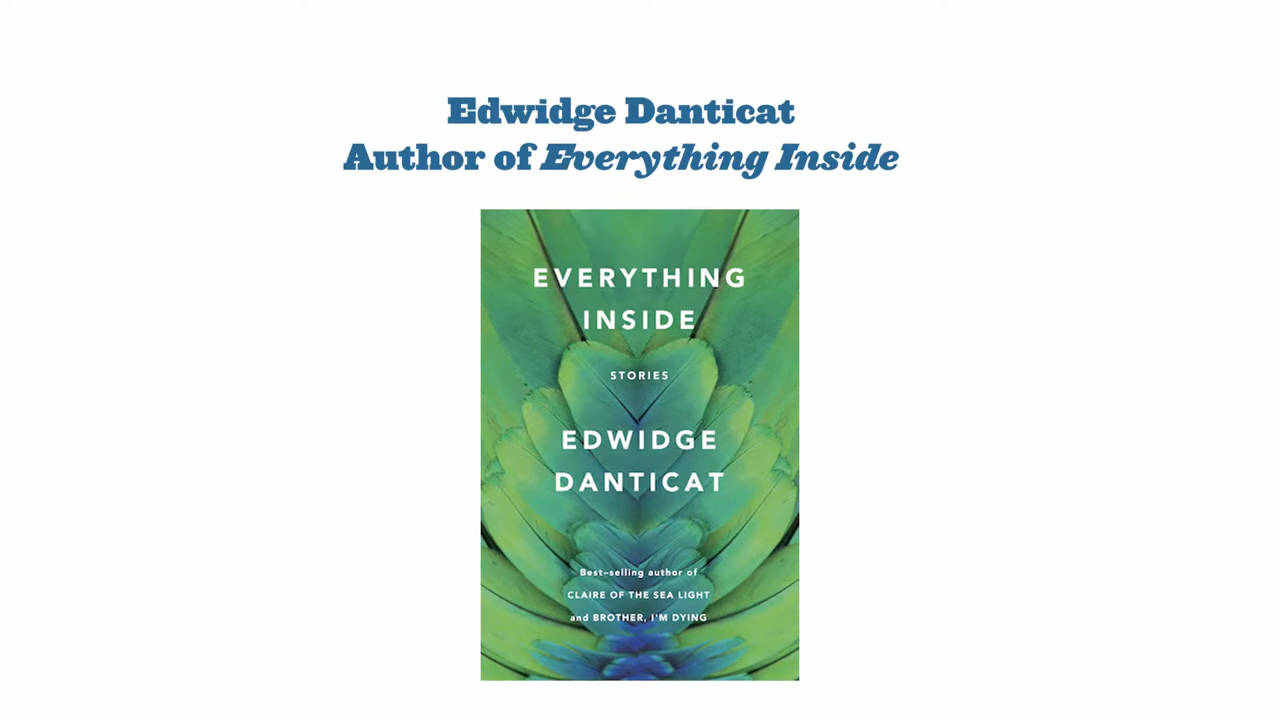 Edwidge Danticat
Author of Everything Inside
EVERYTHING
INSIDE
STORIES
EDWIDGE
DANTICAT
Best-selling author of
CLAIRE OF THE SEA LIGHT
and BROTHER, I'M DYING